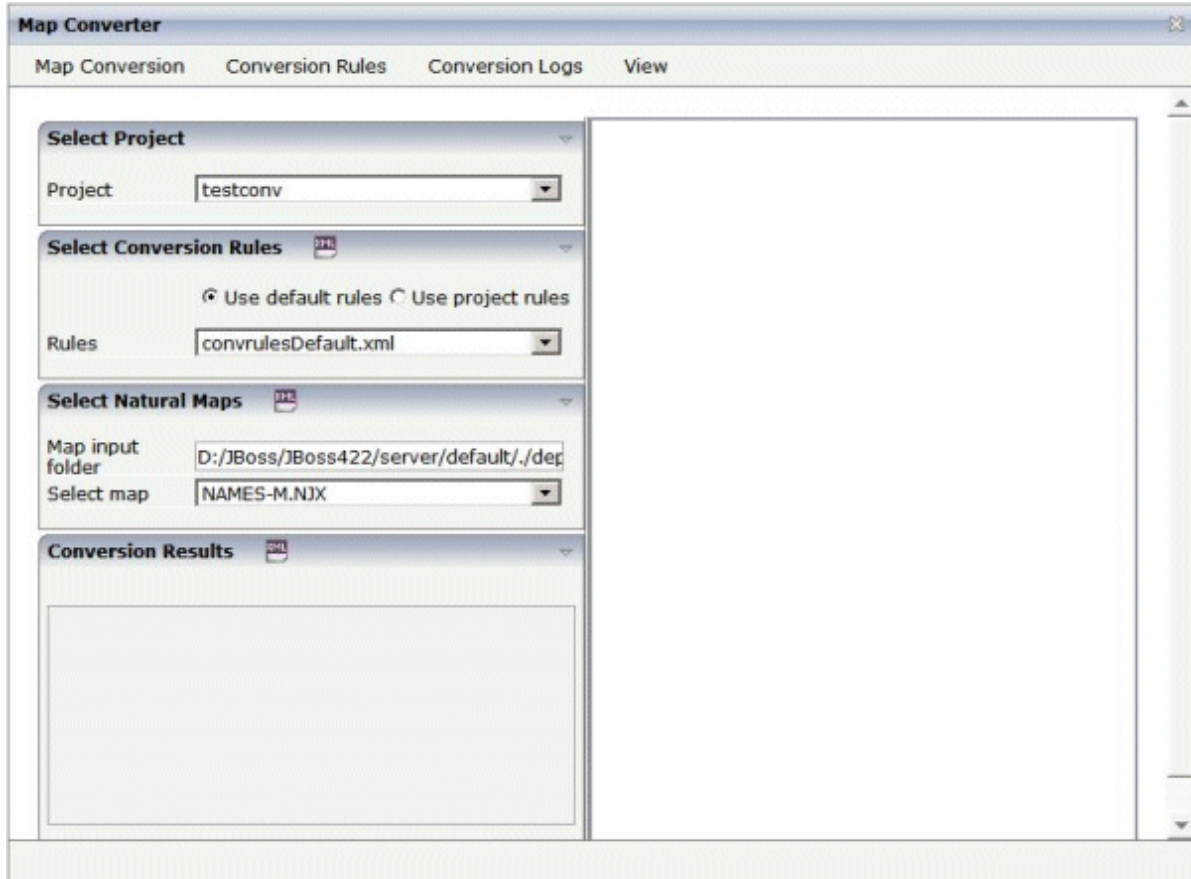 Map Converter
Map Conversion Conversion Rules Conversion Logs View
Select Project
Project testconv
Select Conversion Rules
Use default rules Use project rules
Rules convrulesDefault.xml
Select Natural Maps
Map input
folder D:/JBoss/JBoss422/server/default/./dep
Select map NAMES-M.NJX
Conversion Results